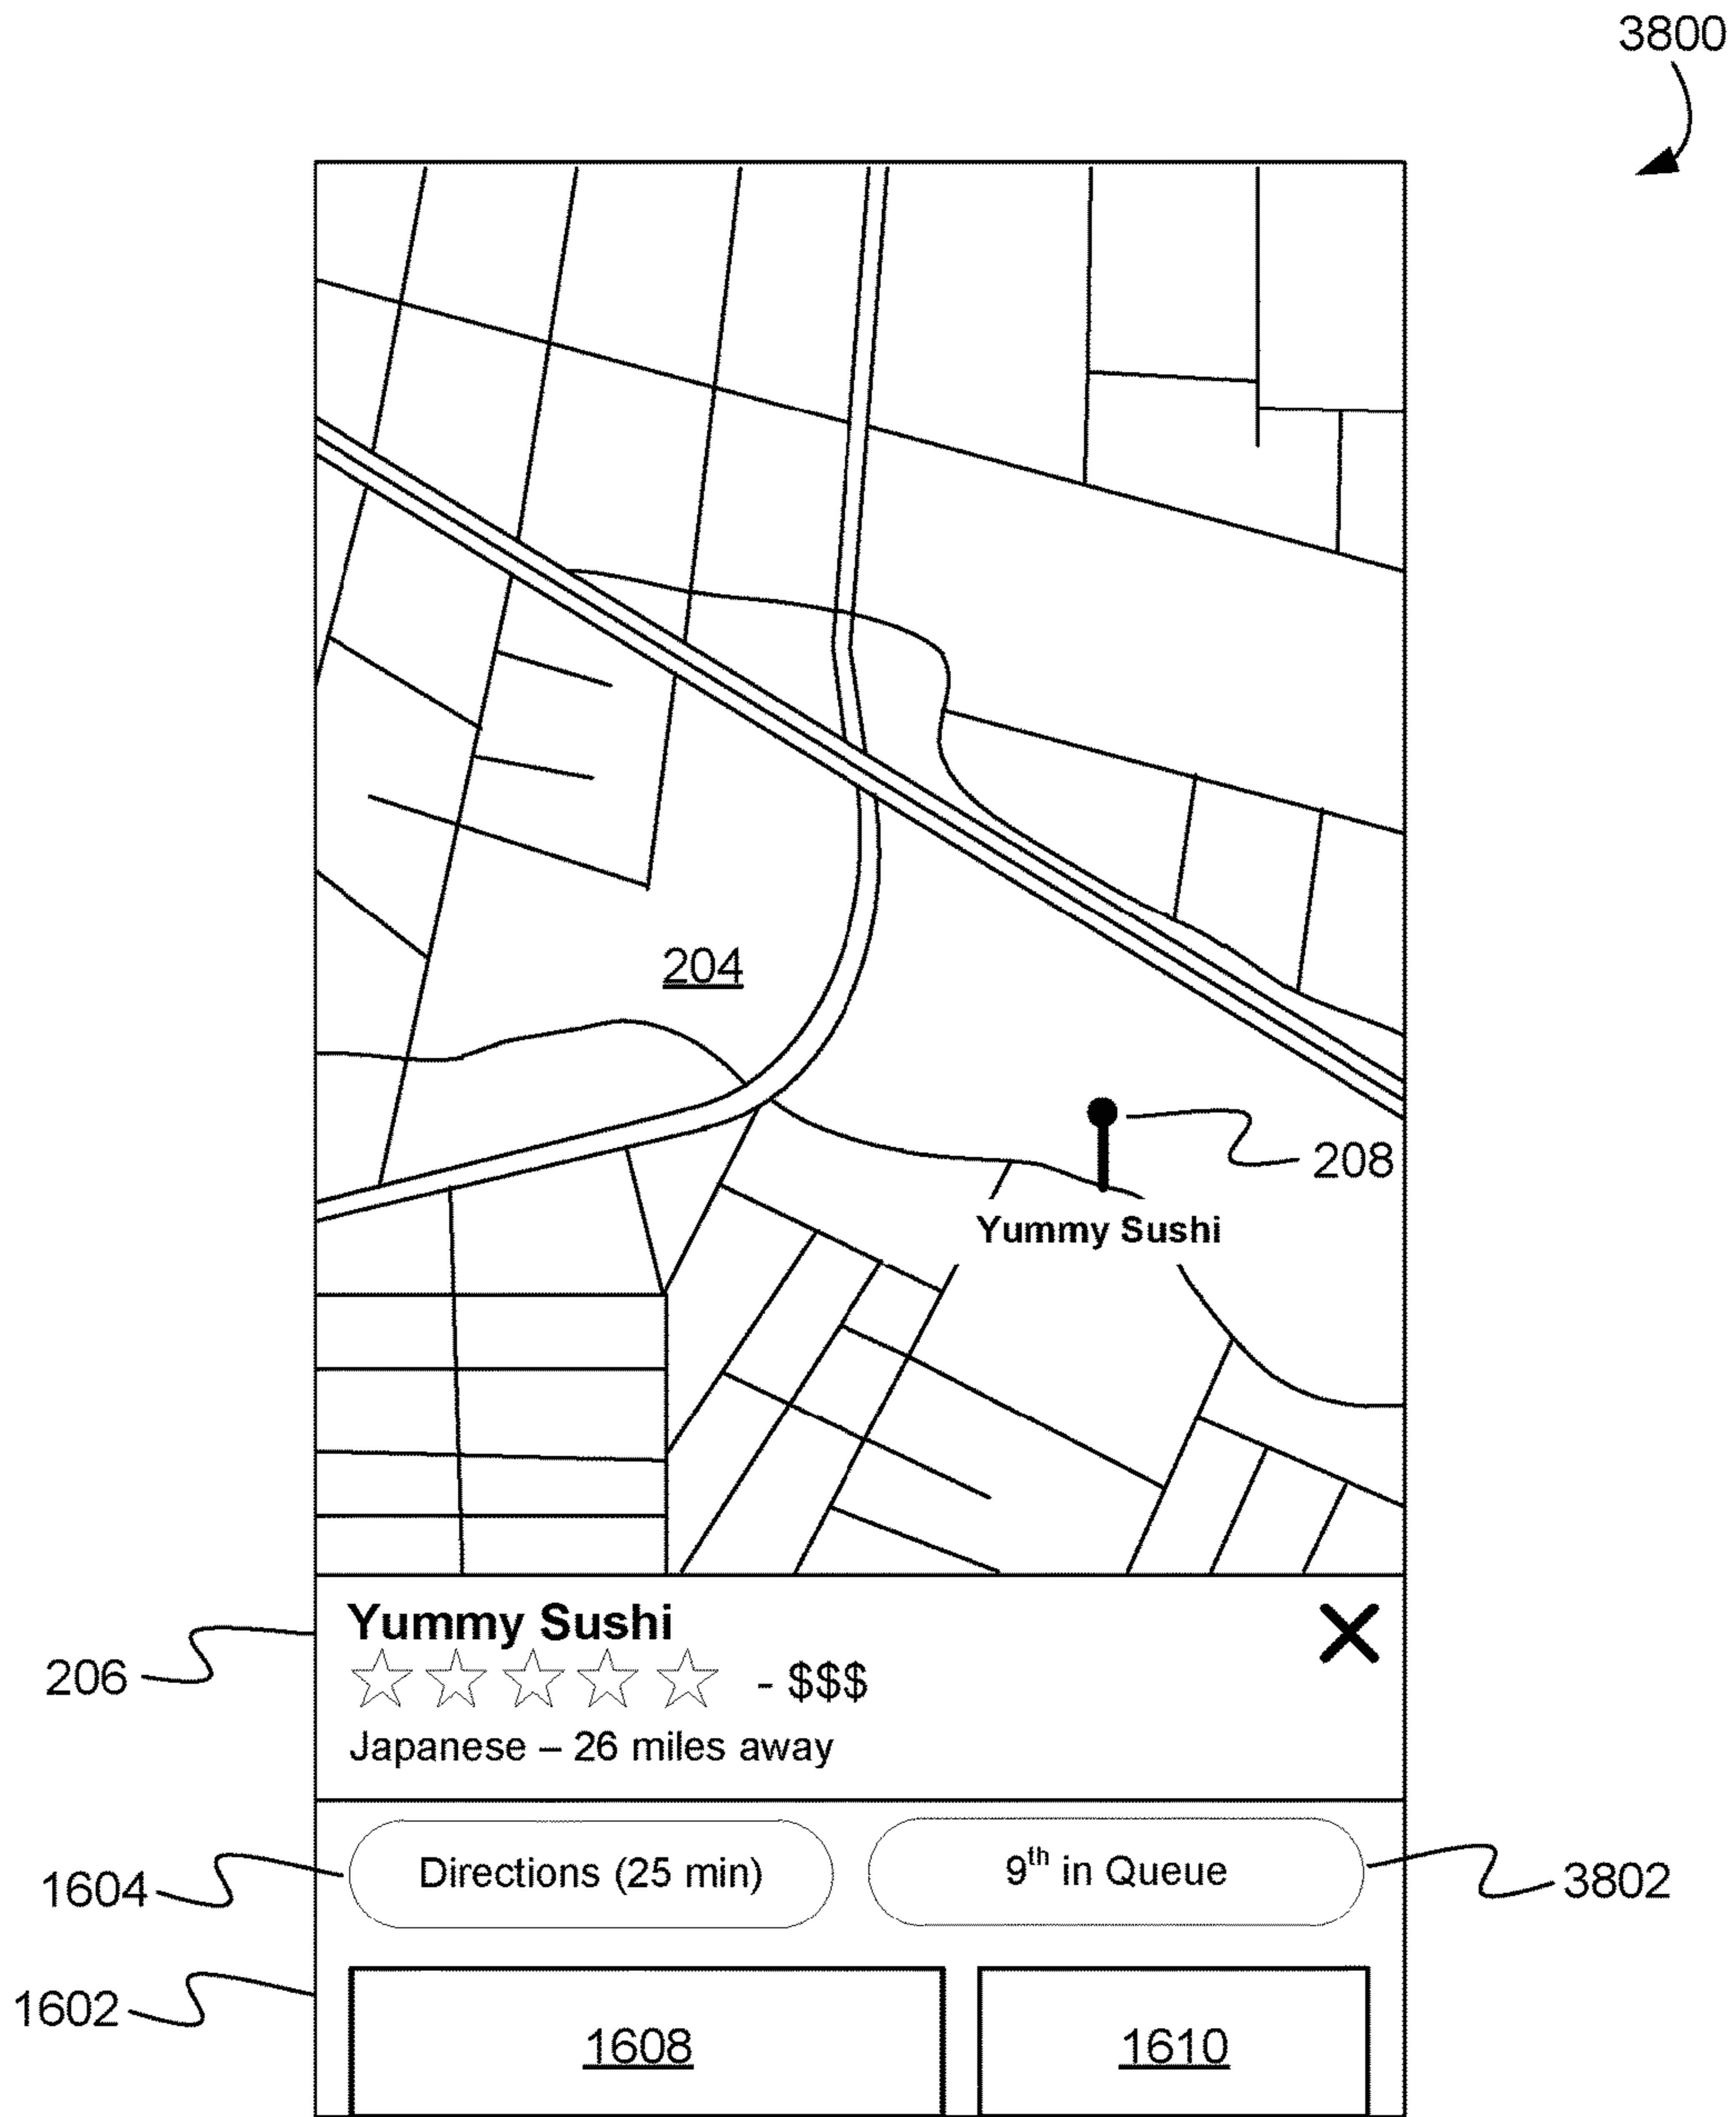 3800
204
208
Yummy Sushi
Yummy Sushi
206
- $$$
Japanese – 26 miles away
1604
Directions (25 min)
9th in Queue
3802
1602
1608
1610